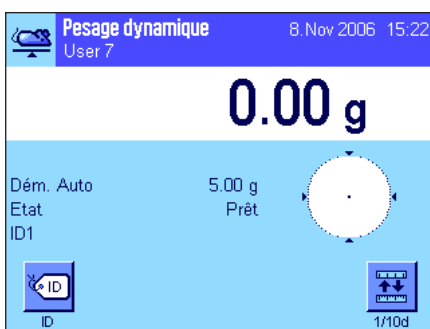 Pesage dynamique 8.Nov 2006 15:22
User 7
0.00 g
Dém. Auto 5.00 g
Etat Prêt
ID1
ID
ID 1/10d